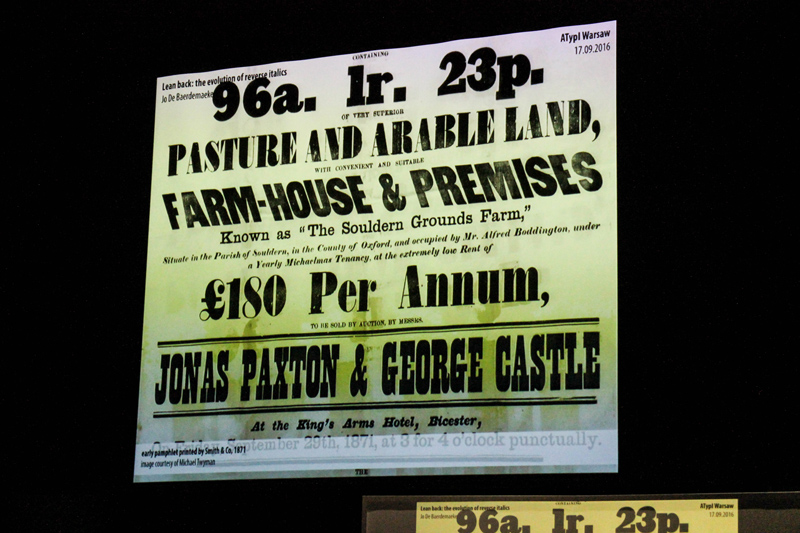 CONTAINING
Lean back: the evolution of reverse italics
ATypI Warsaw
Jo De Baerdemaeker
17.09.2016
96a. 1r. 23p.
OF VERY SUPERIOR
PASTURE AND ARABLE LAND,
WITH CONVENIENT AND SUITABLE
FARM-HOUSE & PREMISES
Known as "The Souldern Grounds Farm,"
Situate in the Parish of Souldern, in the County of Oxford, and occupied by Mr. Alfred Boddington, under
a Yearly Michaelmas Tenancy, at the extremely low Rent of
£180 Per Annum,
TO BE SOLD BY AUCTION, BY MESSRS.
JONAS PAXTON & GEORGE CASTLE
At the King's Arms Hotel, Bicester,
On Friday, September 29th, 1871, at 3 for 4 o'clock punctually.
early pamphlet printed by Smith & Co, 1871
image courtesy of Michael Twyman
THE
CONTAINING
Lean back: the evolution of reverse italics
ATypI Warsaw
Jo De Baerdemaeker
17.09.2016
96a. 1r. 23p.